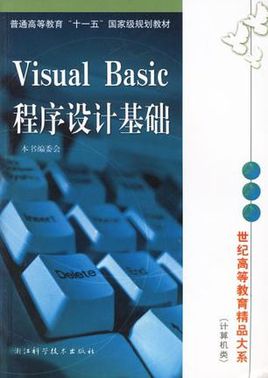 普通高等教育“十一五”国家级规划教材
Visual Basic
程序设计基础
本书编委会
世纪高等教育精品大系
(计算机类)
Delete
End
浙江科学技术出版社